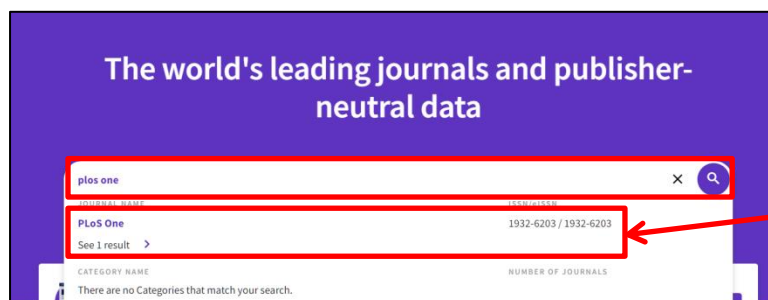 The world's leading journals and publisher-
neutral data
plos one
JOURNAL NAME ISSN/eISSN
PLoS One 1932-6203 / 1932-6203
See 1 result
CATEGORY NAME NUMBER OF JOURNALS
There are no Categories that match your search.